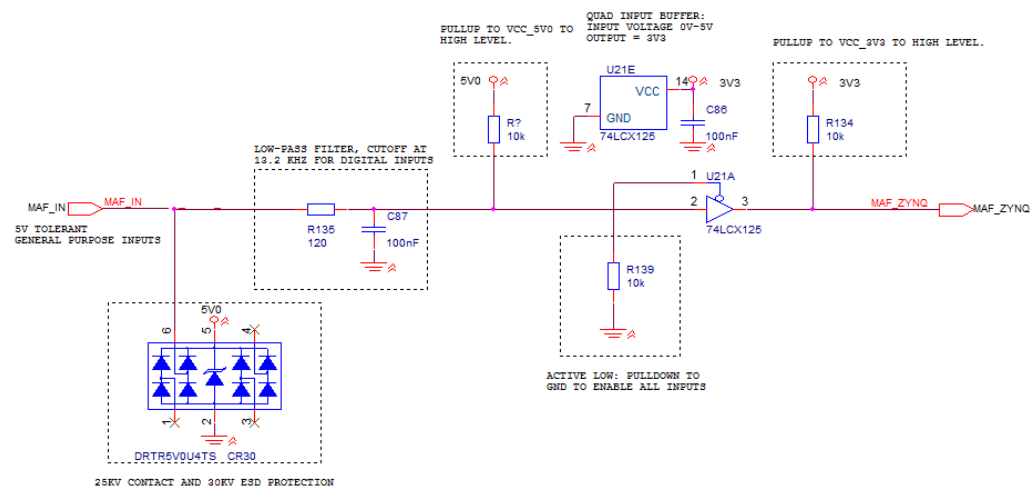 QUAD INPUT BUFFER:
INPUT VOLTAGE 0V-5V
OUTPUT = 3V3
PULLUP TO VCC_5V0 TO
HIGH LEVEL.
PULLUP TO VCC_3V3 TO HIGH LEVEL.
5V0
R?
10k
U21E
VCC
GND
14
7
3V3
74LCX125
C86
100nF
3V3
R134
10k
LOW-PASS FILTER, CUTOFF AT
13.2 KHZ FOR DIGITAL INPUTS
MAF_IN
MAF_IN
5V TOLERANT
GENERAL PURPOSE INPUTS
R135
120
C87
100nF
1
U21A
2
3
74LCX125
MAF_ZYNQ
MAF_ZYNQ
R139
10k
ACTIVE LOW: PULLDOWN TO
GND TO ENABLE ALL INPUTS
5V0
6
5
4
1
2
3
DRTR5V0U4TS CR30
25KV CONTACT AND 30KV ESD PROTECTION